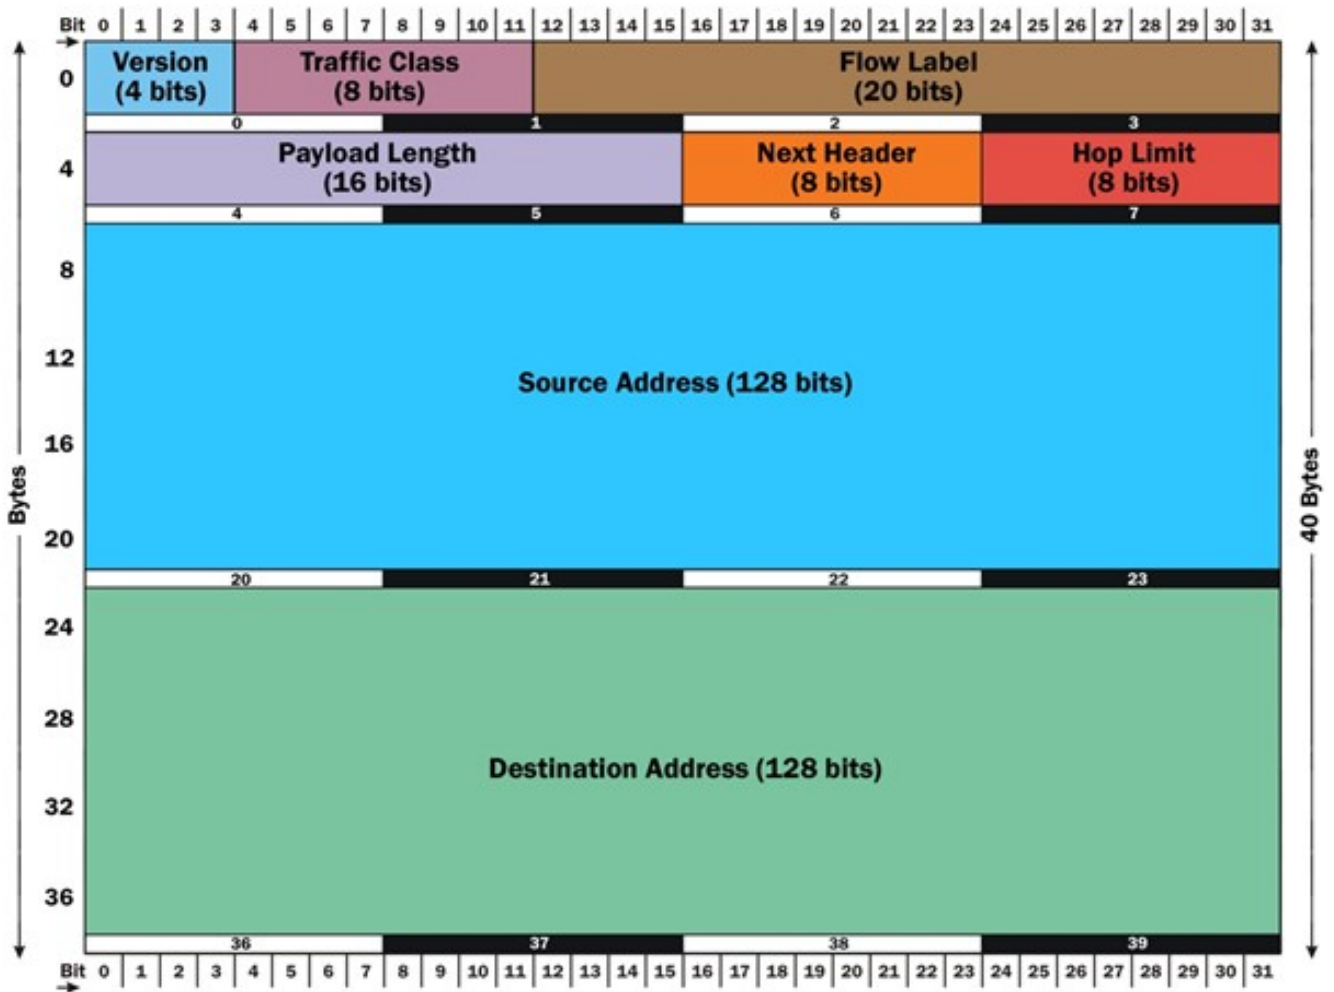 Bit 0 1 2 3 4 5 6 7 8 9 10 11 12 13 14 15 16 17 18 19 20 21 22 23 24 25 26 27 28 29 30 31
0
Version
(4 bits)
Traffic Class
(8 bits)
Flow Label
(20 bits)
0 1 2 3
4
Payload Length
(16 bits)
Next Header
(8 bits)
Hop Limit
(8 bits)
4 5 6 7
8
12
Source Address (128 bits)
16
20
20 21 22 23
24
28
Destination Address (128 bits)
32
36
36 37 38 39
Bit 0 1 2 3 4 5 6 7 8 9 10 11 12 13 14 15 16 17 18 19 20 21 22 23 24 25 26 27 28 29 30 31
Bytes
40 Bytes